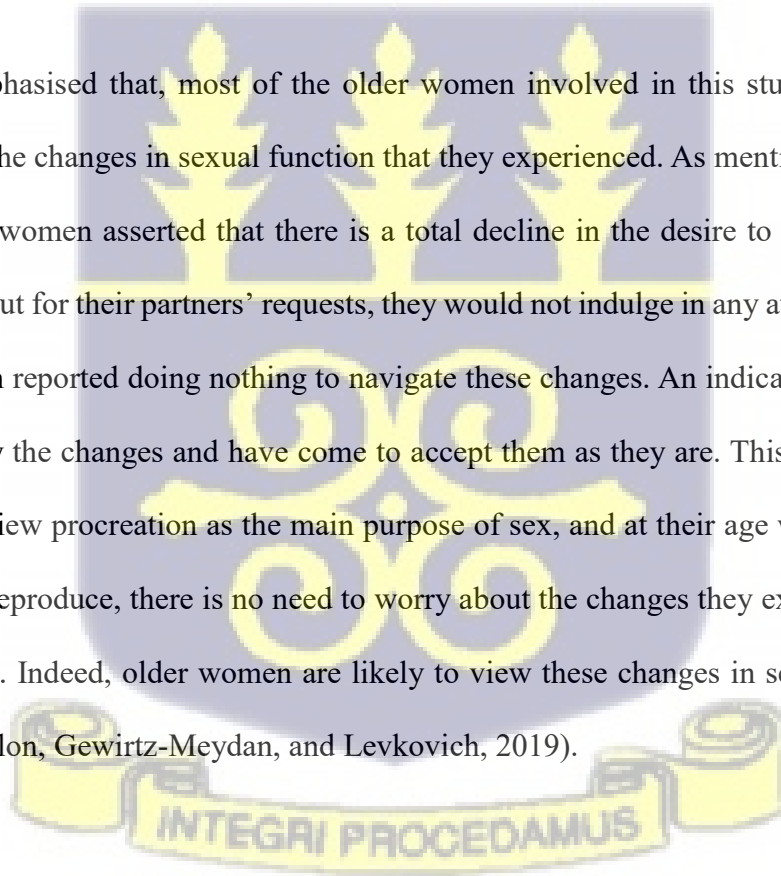 phasised that, most of the older women involved in this stu
he changes in sexual function that they experienced. As menti
women asserted that there is a total decline in the desire to
ut for their partners’ requests, they would not indulge in any a
reported doing nothing to navigate these changes. An indica
y the changes and have come to accept them as they are. This
iew procreation as the main purpose of sex, and at their age
eproduce, there is no need to worry about the changes they ex
. Indeed, older women are likely to view these changes in s
lon, Gewirtz-Meydan, and Levkovich, 2019).
INTEGRI PROCEDAMUS